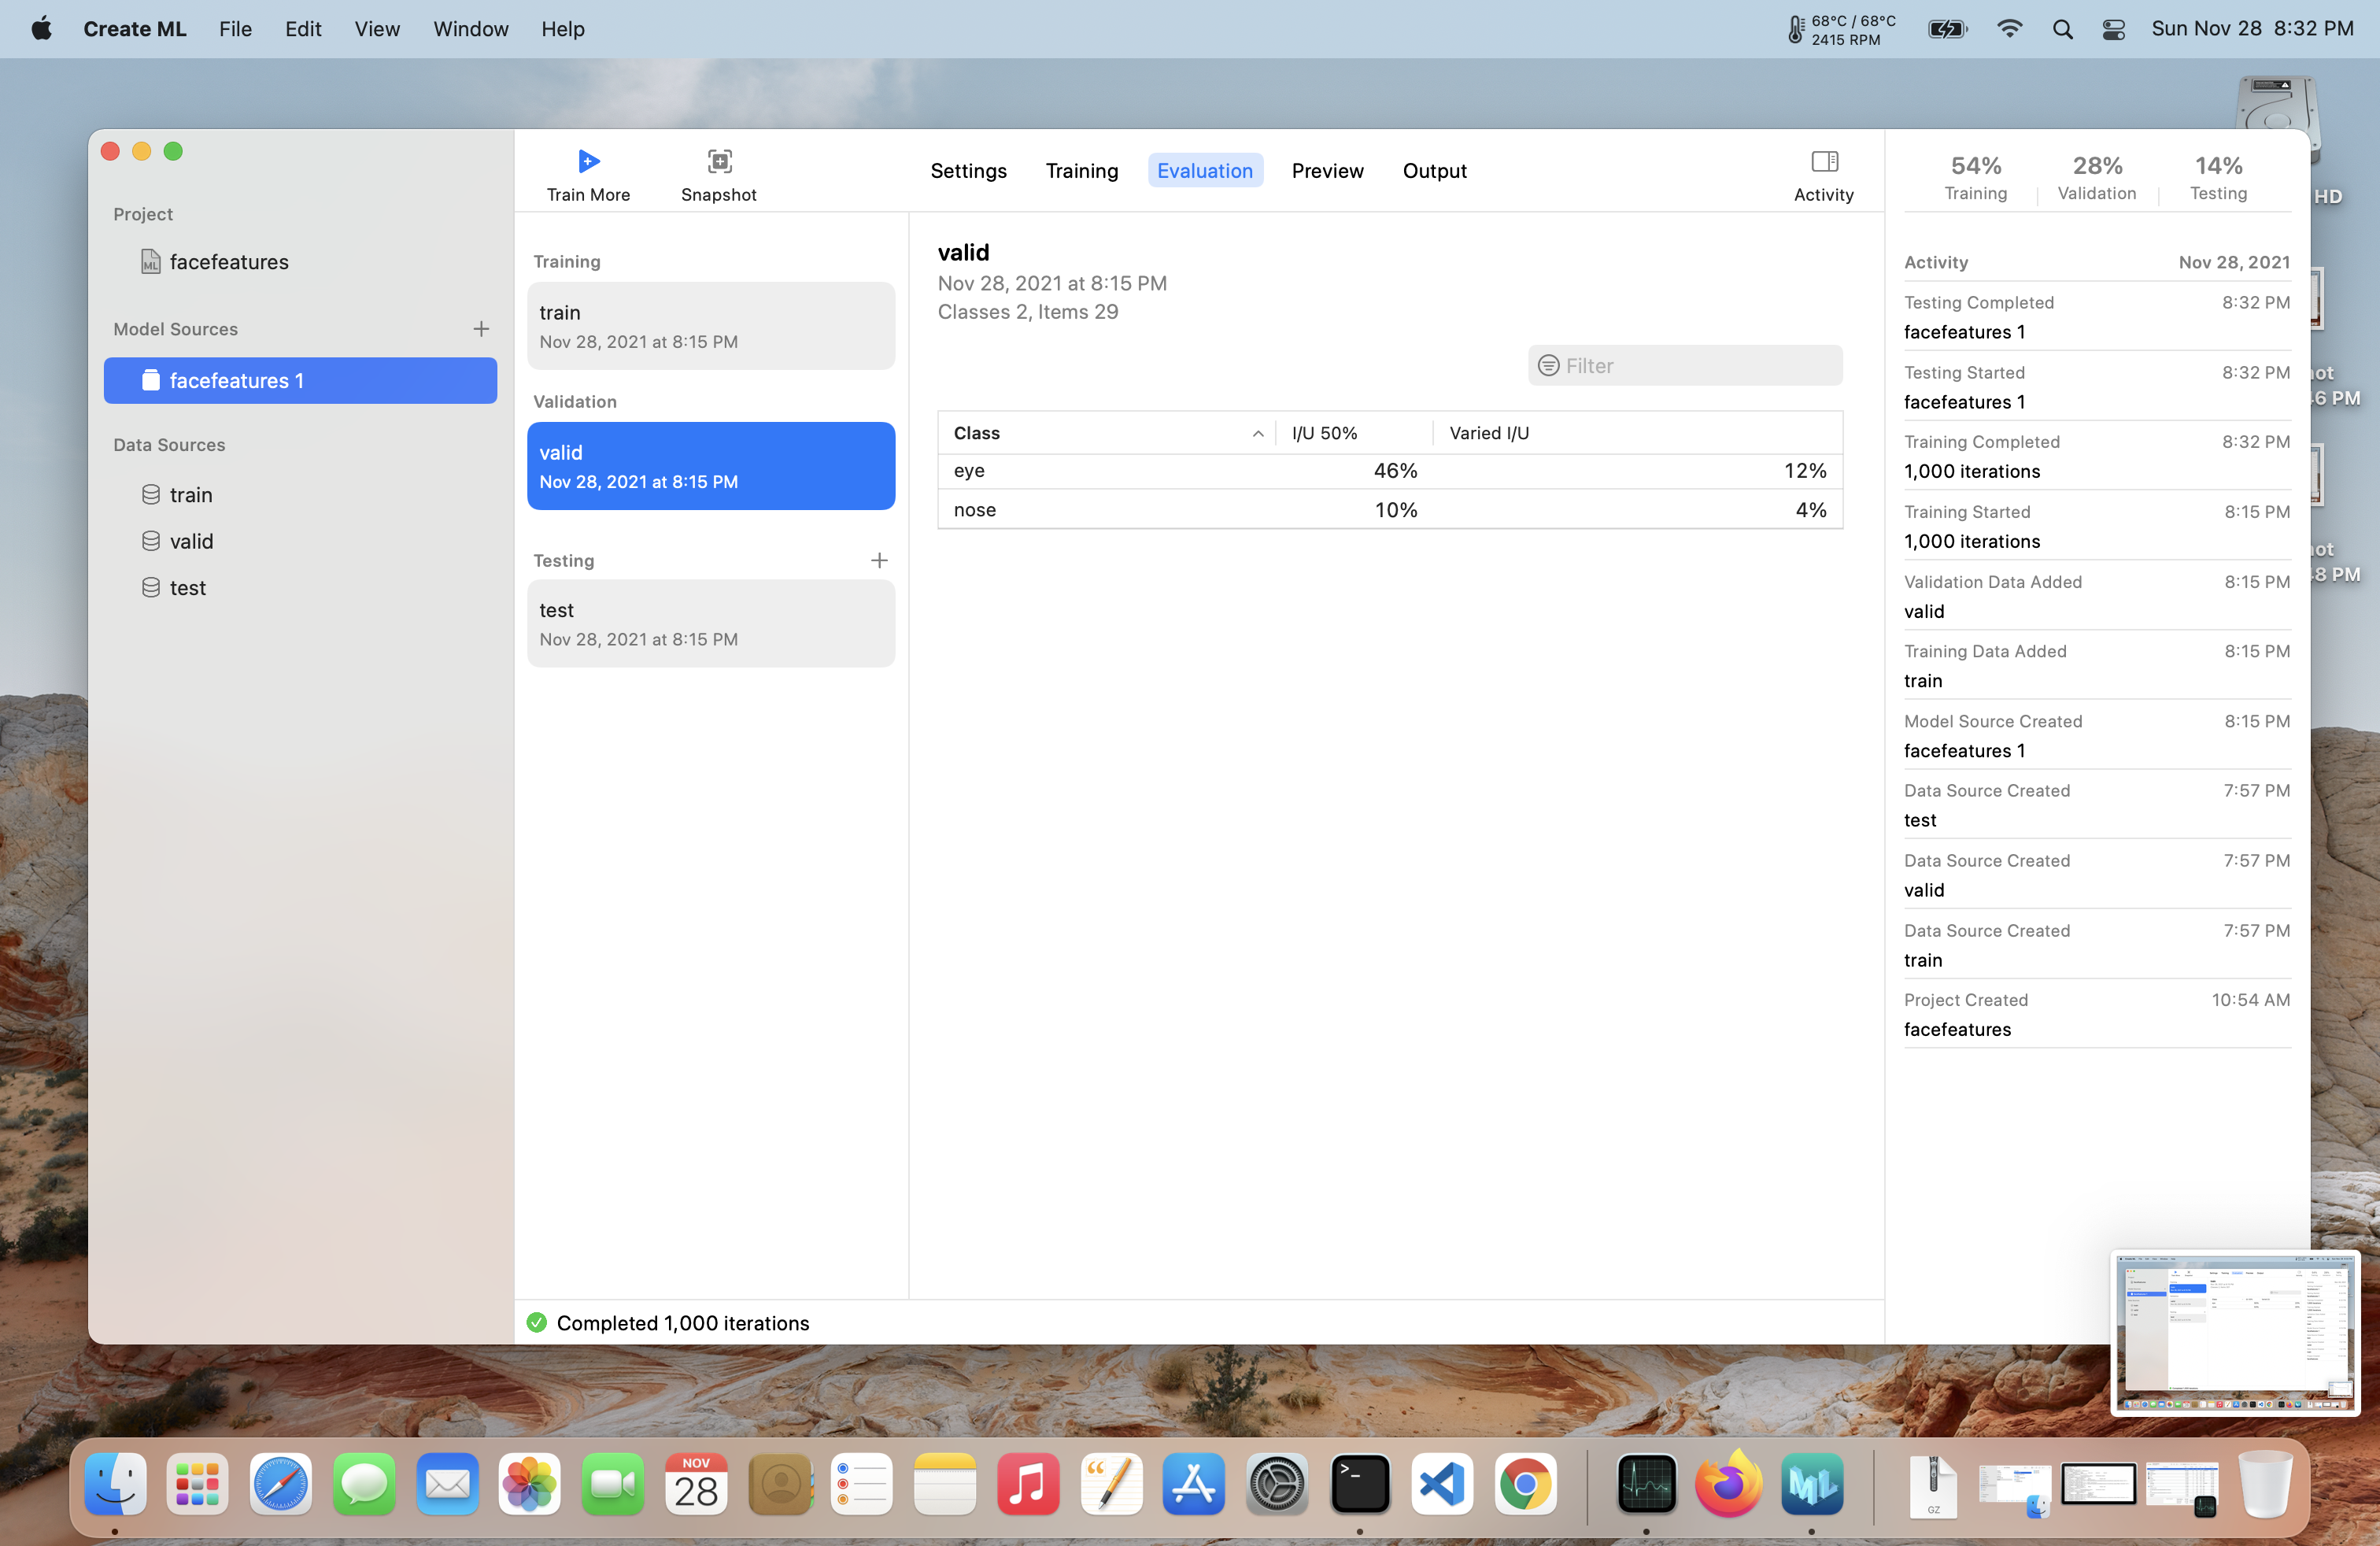 Create ML File Edit View Window Help
68°C / 68°C
2415 RPM
Sun Nov 28 8:32 PM
HD
6 PM
8 PM
Project
facefeatures
Model Sources
facefeatures 1
Data Sources
train
valid
test
Train More
Snapshot
Settings Training Evaluation Preview Output
Activity
Training
train
Nov 28, 2021 at 8:15 PM
Validation
valid
Nov 28, 2021 at 8:15 PM
Testing
test
Nov 28, 2021 at 8:15 PM
valid
Nov 28, 2021 at 8:15 PM
Classes 2, Items 29
Filter
Class I/U 50% Varied I/U
eye 46% 12%
nose 10% 4%
Completed 1,000 iterations
54% 28% 14%
Training Validation Testing
Activity Nov 28, 2021
Testing Completed 8:32 PM
facefeatures 1
Testing Started 8:32 PM
facefeatures 1
Training Completed 8:32 PM
1,000 iterations
Training Started 8:15 PM
1,000 iterations
Validation Data Added 8:15 PM
valid
Training Data Added 8:15 PM
train
Model Source Created 8:15 PM
facefeatures 1
Data Source Created 7:57 PM
test
Data Source Created 7:57 PM
valid
Data Source Created 7:57 PM
train
Project Created 10:54 AM
facefeatures
NOV
28
GZ